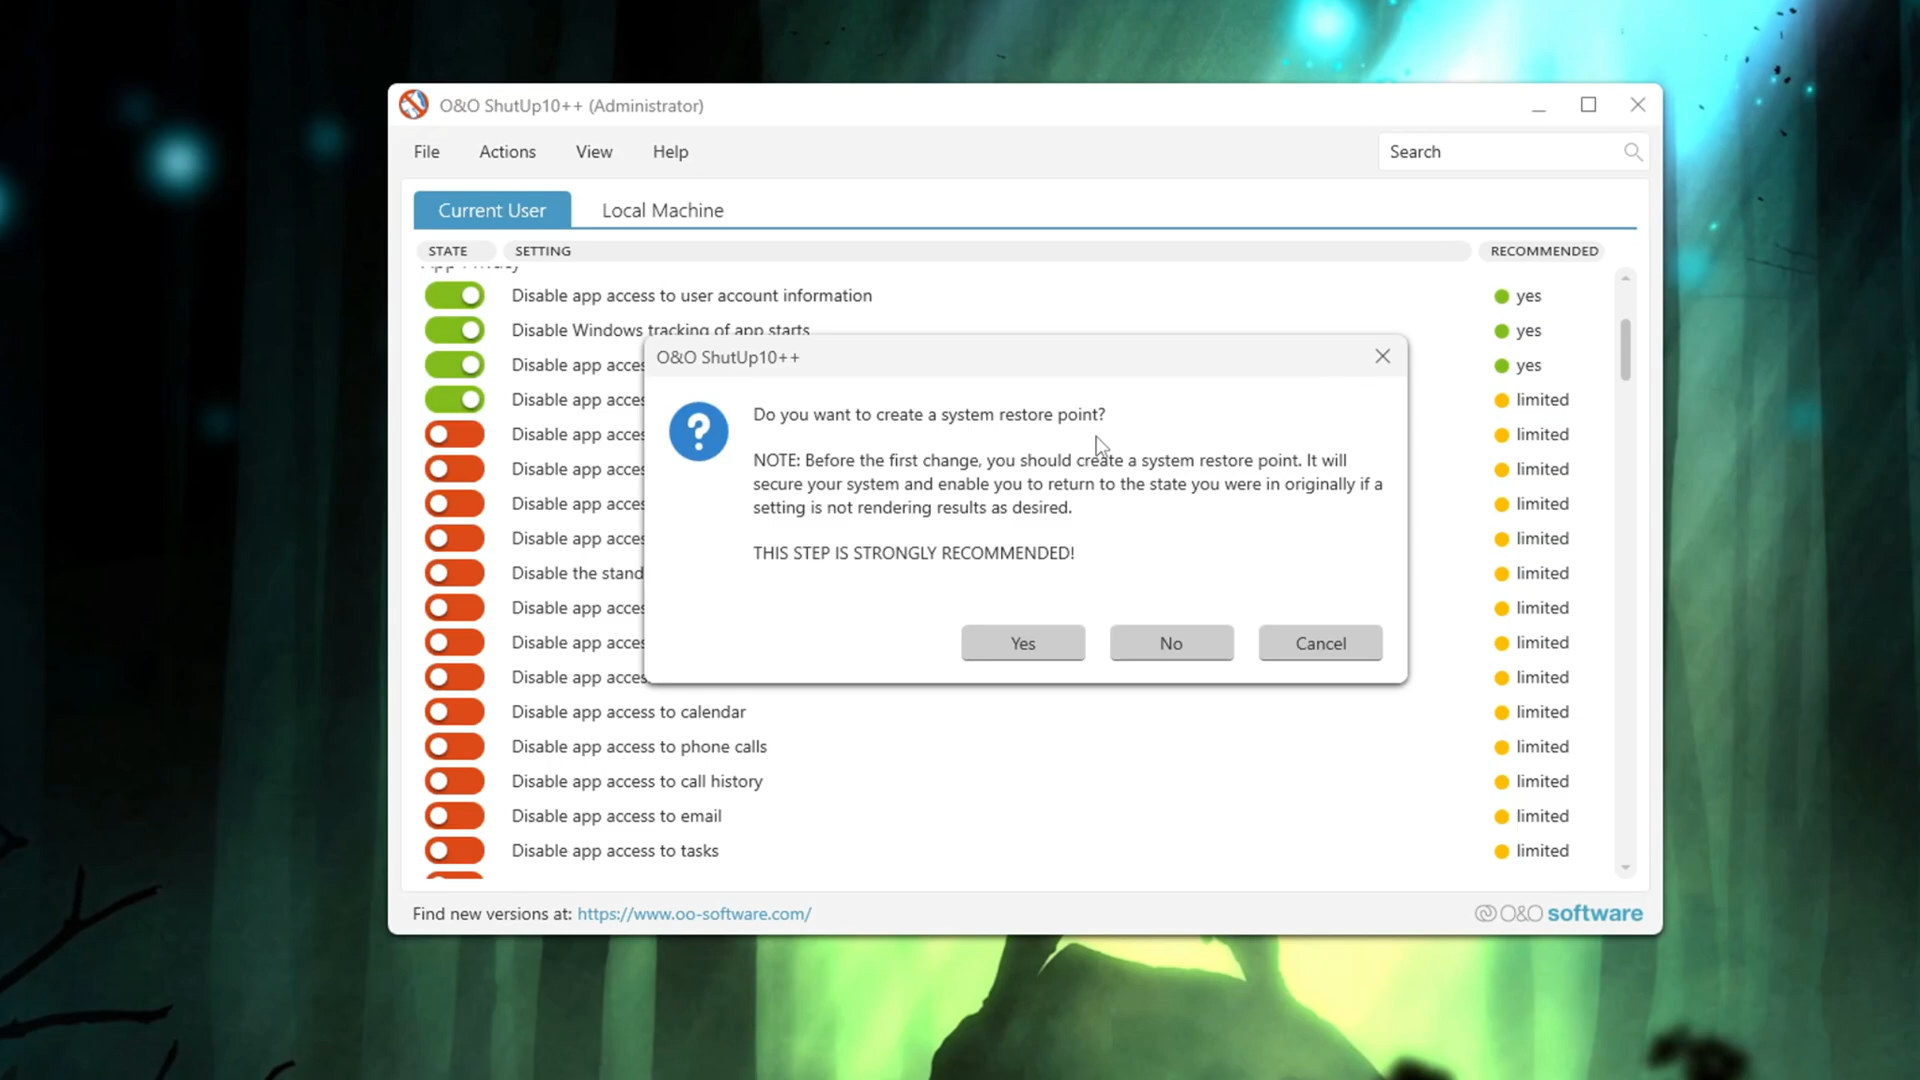 O&O ShutUp10++ (Administrator)
File Actions View Help
Search
Current User Local Machine
STATE SETTING RECOMMENDED
App Privacy
Disable app access to user account information yes
Disable Windows tracking of app starts yes
Disable app acces yes
Disable app acces limited
Disable app acces limited
Disable app acces limited
Disable app acces limited
Disable app acces limited
Disable the stand limited
Disable app acces limited
Disable app acces limited
Disable app acces limited
Disable app access to calendar limited
Disable app access to phone calls limited
Disable app access to call history limited
Disable app access to email limited
Disable app access to tasks limited
O&O ShutUp10++
?
Do you want to create a system restore point?
NOTE: Before the first change, you should create a system restore point. It will
secure your system and enable you to return to the state you were in originally if a
setting is not rendering results as desired.
THIS STEP IS STRONGLY RECOMMENDED!
Yes No Cancel
Find new versions at: https://www.oo-software.com/
O&O software